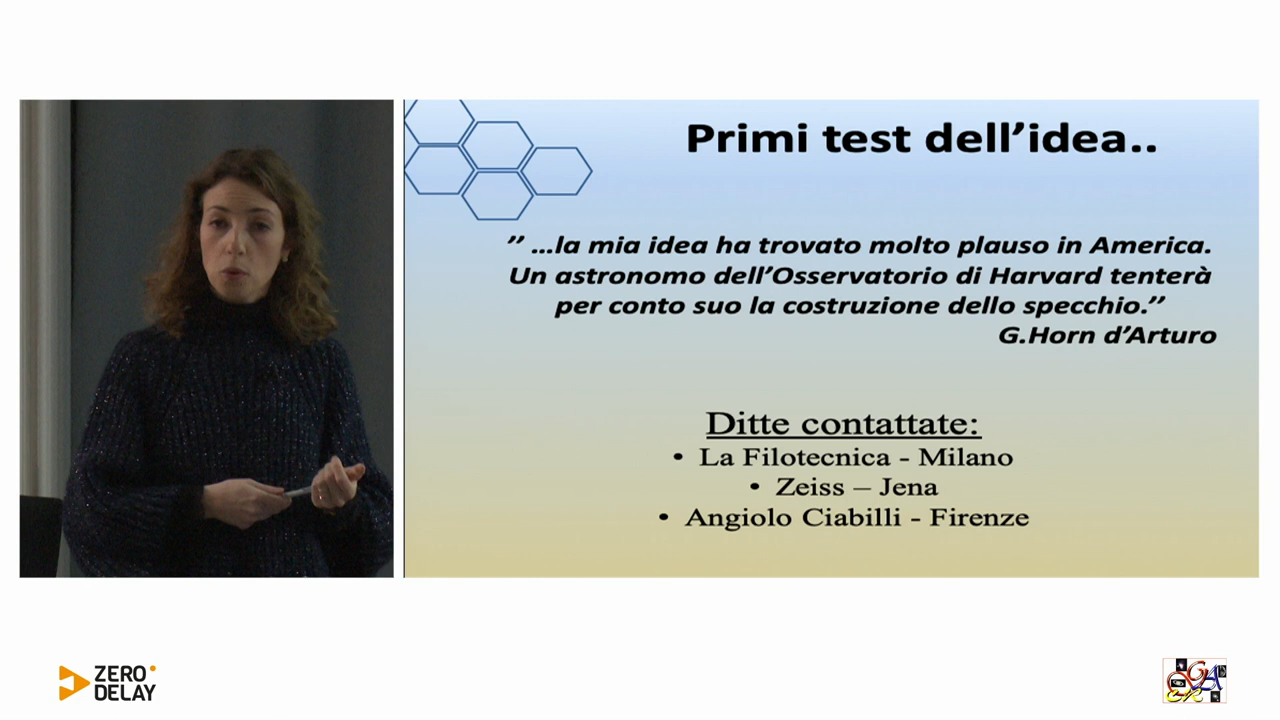 Primi test dell’idea..
’’ …la mia idea ha trovato molto plauso in America.
Un astronomo dell’Osservatorio di Harvard tenterà
per conto suo la costruzione dello specchio.’’
G.Horn d’Arturo
Ditte contattate:
• La Filotecnica - Milano
• Zeiss – Jena
• Angiolo Ciabilli - Firenze
ZERO
DELAY